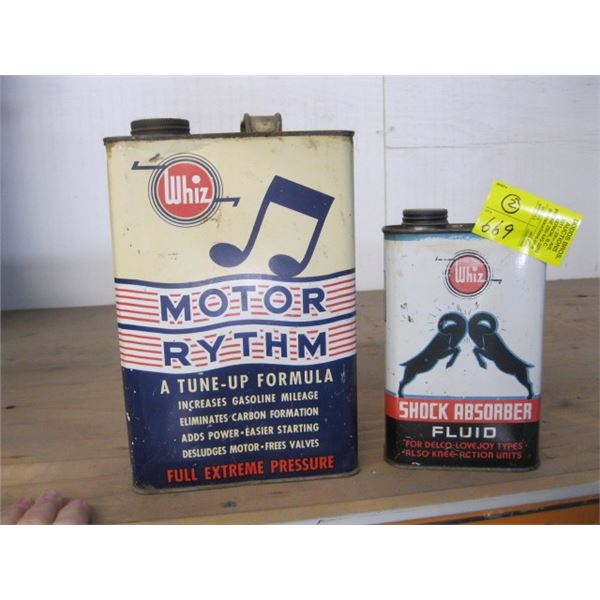 Whiz
MOTOR
RYTHM
A TUNE-UP FORMULA
INCREASES GASOLINE MILEAGE
ELIMINATES CARBON FORMATION
ADDS POWER • EASIER STARTING
DESLUDGES MOTOR • FREES VALVES
FULL EXTREME PRESSURE
Whiz
SHOCK ABSORBER
FLUID
FOR DELCO-LOVEJOY TYPES
ALSO KNEE-ACTION UNITS
2
669